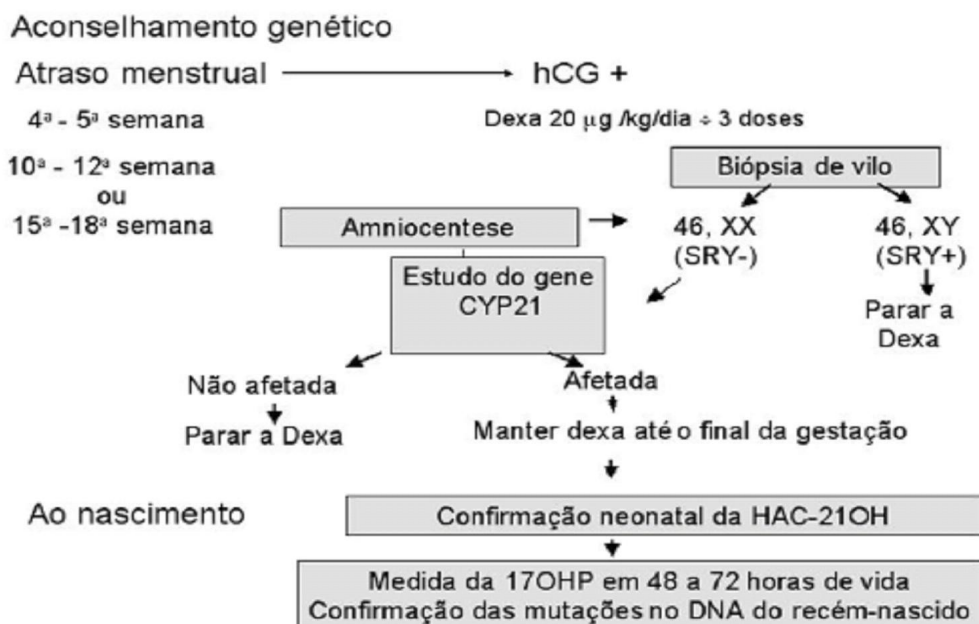 Aconselhamento genético
Atraso menstrual
hCG +
4ª - 5ª semana
Dexa 20 µg /kg/dia ÷ 3 doses
10ª - 12ª semana
ou
15ª -18ª semana
Biópsia de vilo
Amniocentese
46, XX
(SRY-)
46, XY
(SRY+)
Estudo do gene
CYP21
Parar a
Dexa
Não afetada
Afetada
Parar a Dexa
Manter dexa até o final da gestação
Ao nascimento
Confirmação neonatal da HAC-21OH
Medida da 17OHP em 48 a 72 horas de vida
Confirmação das mutações no DNA do recém-nascido